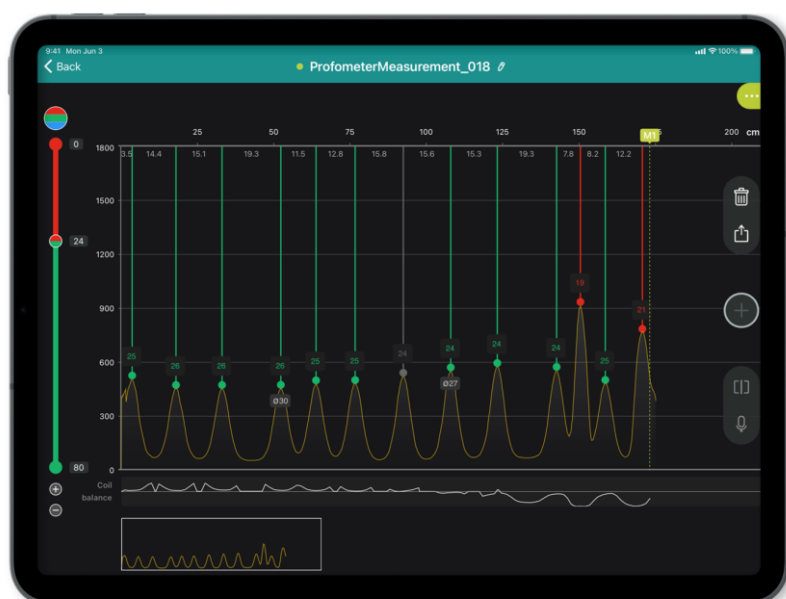 9:41 Mon Jun 3
100%
Back
ProfometerMeasurement_018
25 50 75 100 125 150 M1 200 cm
3.5 14.4 15.1 19.3 11.5 12.8 15.8 15.6 15.3 19.3 7.8 8.2 12.2
0
1800
1500
24
1200
900
19
21
600
25 26 26 26 25 25 24 24 24 24 25
Ø30 Ø27
300
80
0
Coil
balance